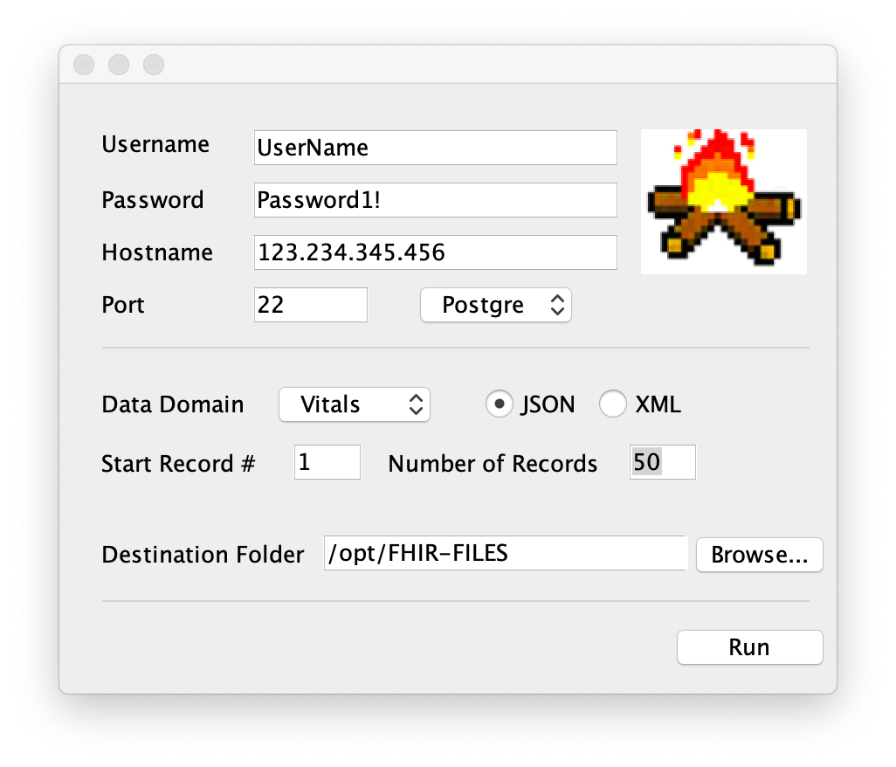 Username UserName
Password Password1!
Hostname 123.234.345.456
Port 22 Postgre
Data Domain Vitals JSON XML
Start Record # 1 Number of Records 50
Destination Folder /opt/FHIR-FILES Browse...
Run